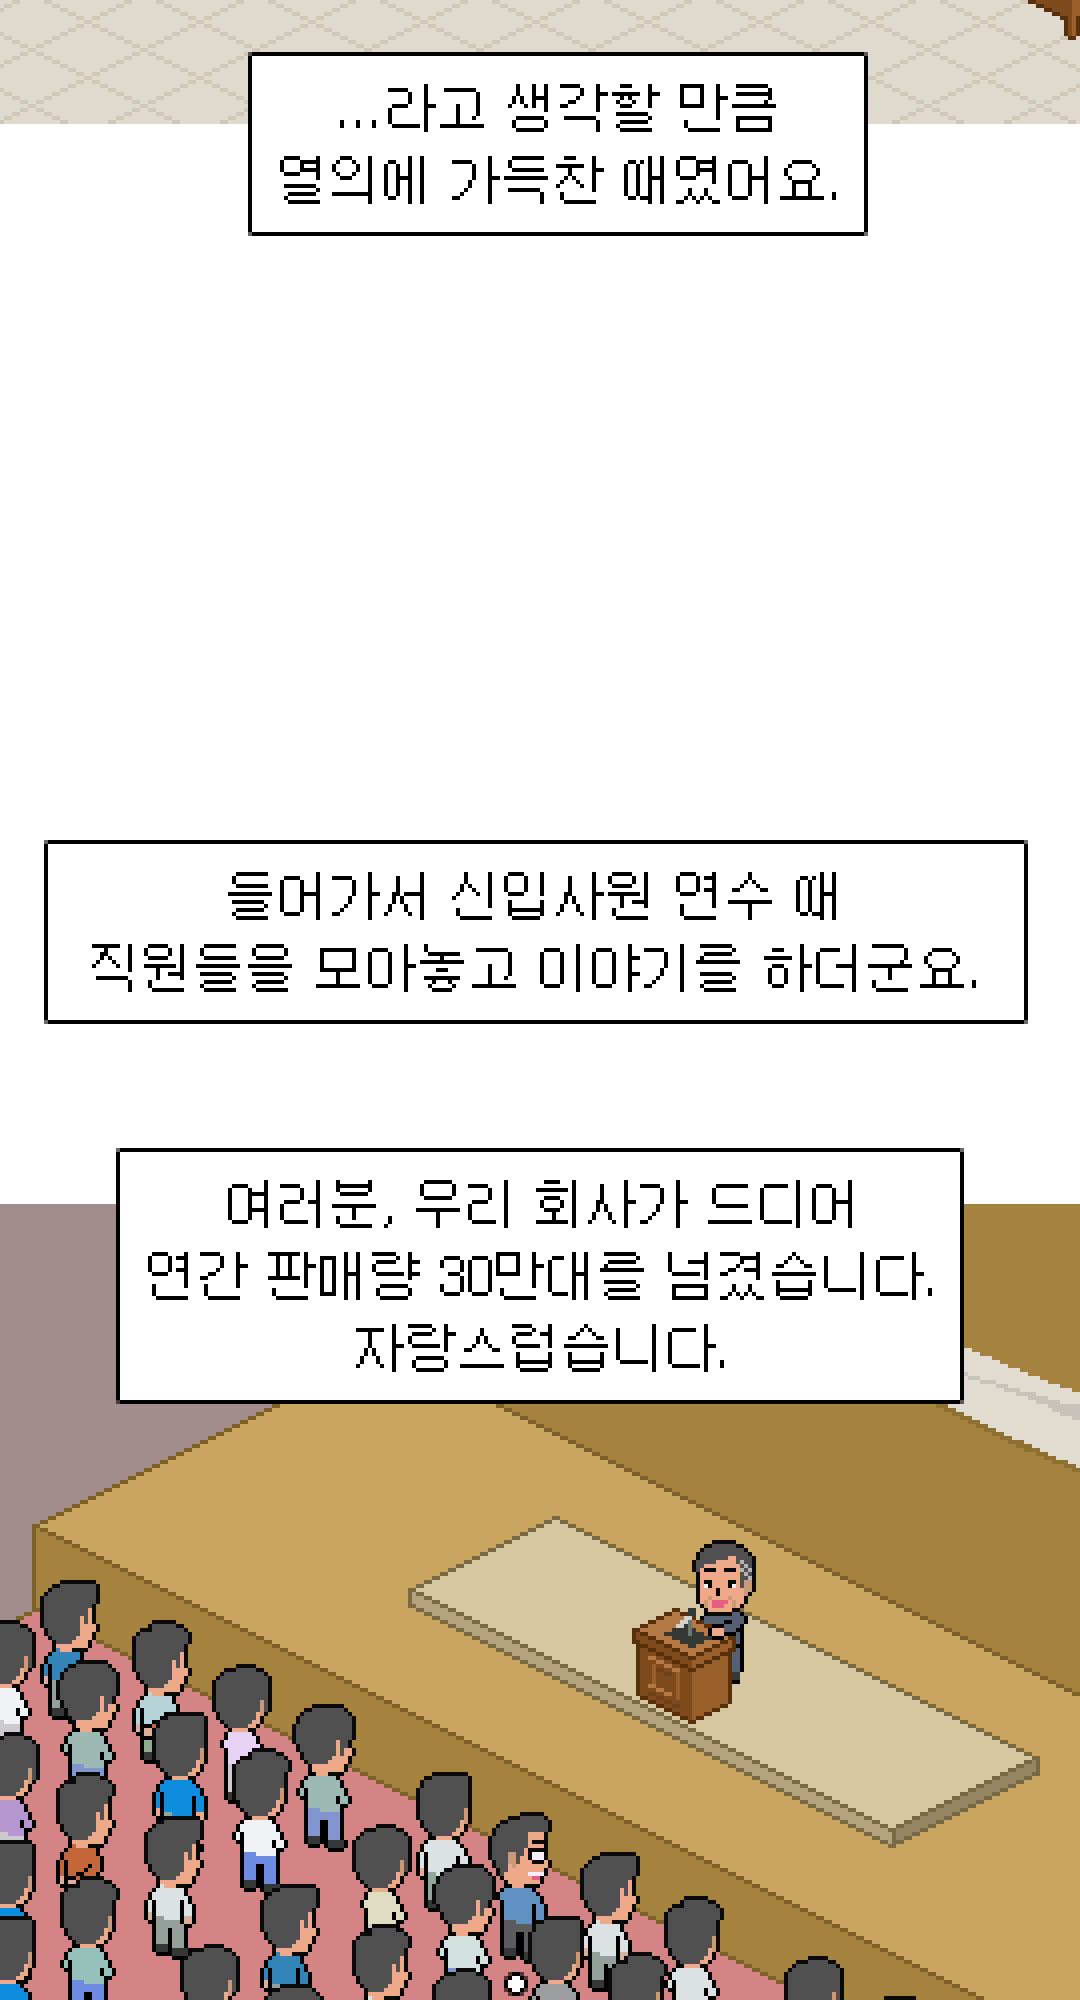 ...라고 생각할 만큼
열의에 가득찬 때였어요.
들어가서 신입사원 연수 때
직원들을 모아놓고 이야기를 하더군요.
여러분, 우리 회사가 드디어
연간 판매량 30만대를 넘겼습니다.
자랑스럽습니다.